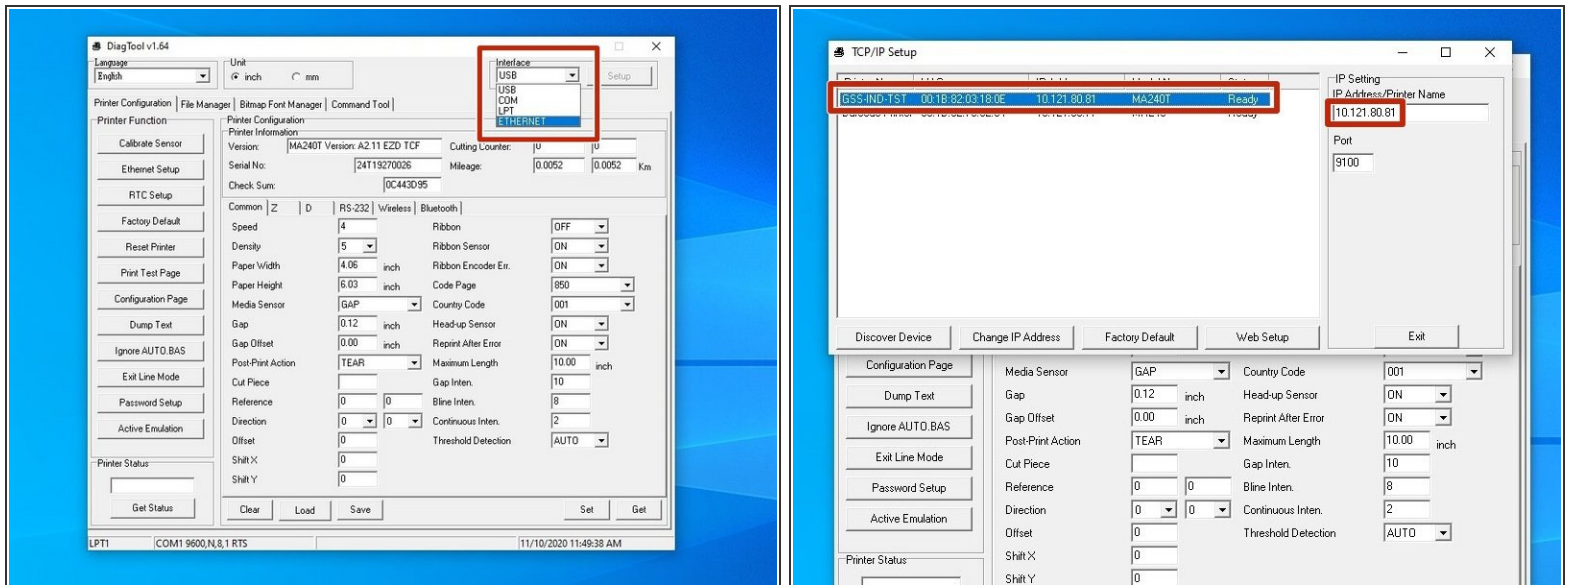 DiagTool v1.64
Language
English
Unit
inch
mm
Interface
USB
Setup
USB
COM
LPT
ETHERNET
Printer Configuration File Manager Bitmap Font Manager Command Tool
Printer Function
Calibrate Sensor
Ethernet Setup
RTC Setup
Factory Default
Reset Printer
Print Test Page
Configuration Page
Dump Text
Ignore AUTO.BAS
Exit Line Mode
Password Setup
Active Emulation
Printer Status
Get Status
Printer Configuration
Printer Information
Version: MA240T Version: A2.11 EZD TCF Cutting Counter: 0 0
Serial No: 24T19270026 Mileage: 0.0052 0.0052 Km
Check Sum: 0C443D95
Common Z D RS-232 Wireless Bluetooth
Speed 4 Ribbon OFF
Density 5 Ribbon Sensor ON
Paper Width 4.06 inch Ribbon Encoder Err. ON
Paper Height 6.03 inch Code Page 850
Media Sensor GAP Country Code 001
Gap 0.12 inch Head-up Sensor ON
Gap Offset 0.00 inch Reprint After Error ON
Post-Print Action TEAR Maximum Length 10.00 inch
Cut Piece Gap Inten. 10
Reference 0 0 Bline Inten. 8
Direction 0 0 Continuous Inten. 2
Offset 0 Threshold Detection AUTO
Shift X 0
Shift Y 0
Clear Load Save Set Get
LPT1 COM1 9600,N,8,1 RTS 11/10/2020 11:49:38 AM
TCP/IP Setup
GSS-IND-TST 00:1B:82:03:18:0E 10.121.80.81 MA240T Ready
IP Setting
IP Address/Printer Name
10.121.80.81
Port
9100
Discover Device Change IP Address Factory Default Web Setup Exit
Configuration Page
Dump Text
Ignore AUTO.BAS
Exit Line Mode
Password Setup
Active Emulation
Printer Status
Media Sensor GAP Country Code 001
Gap 0.12 inch Head-up Sensor ON
Gap Offset 0.00 inch Reprint After Error ON
Post-Print Action TEAR Maximum Length 10.00 inch
Cut Piece Gap Inten. 10
Reference 0 0 Bline Inten. 8
Direction 0 0 Continuous Inten. 2
Offset 0 Threshold Detection AUTO
Shift X 0
Shift Y 0